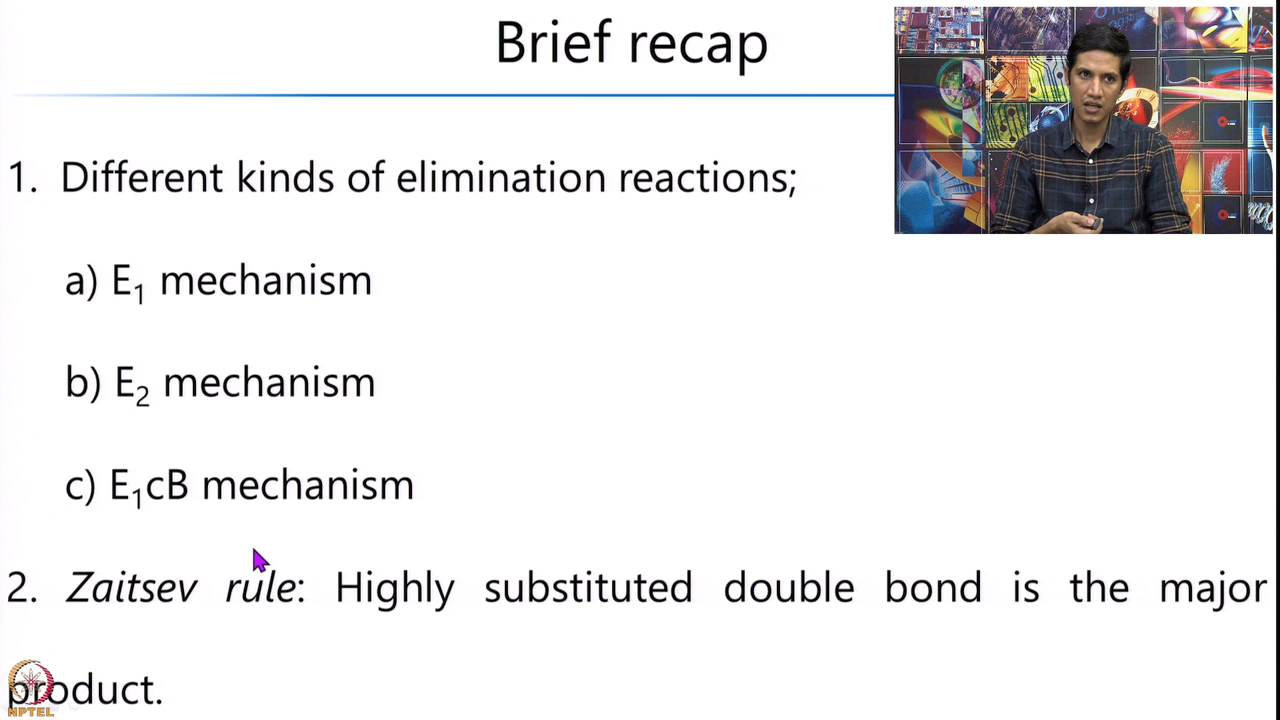 Brief recap
1. Different kinds of elimination reactions;
a) E₁ mechanism
b) E₂ mechanism
c) E₁cB mechanism
2. Zaitsev rule: Highly substituted double bond is the major
product.
NPTEL